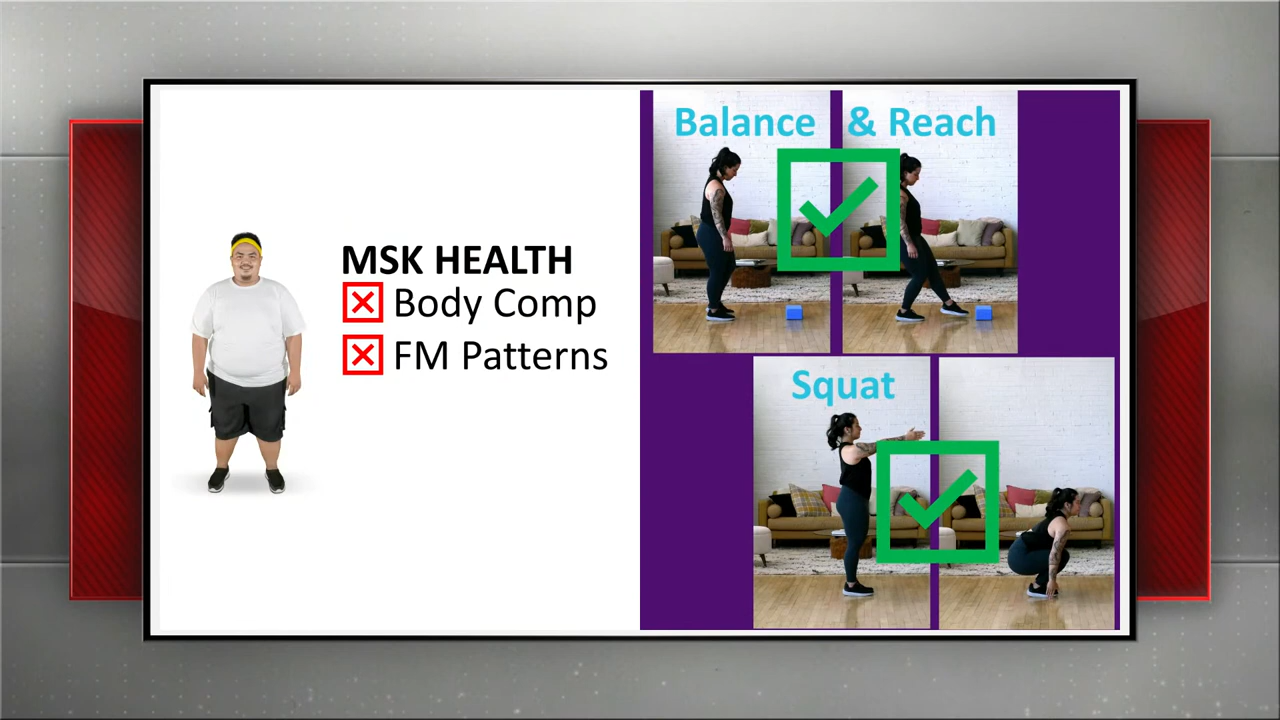 MSK HEALTH
Body Comp
FM Patterns
Balance & Reach
Squat